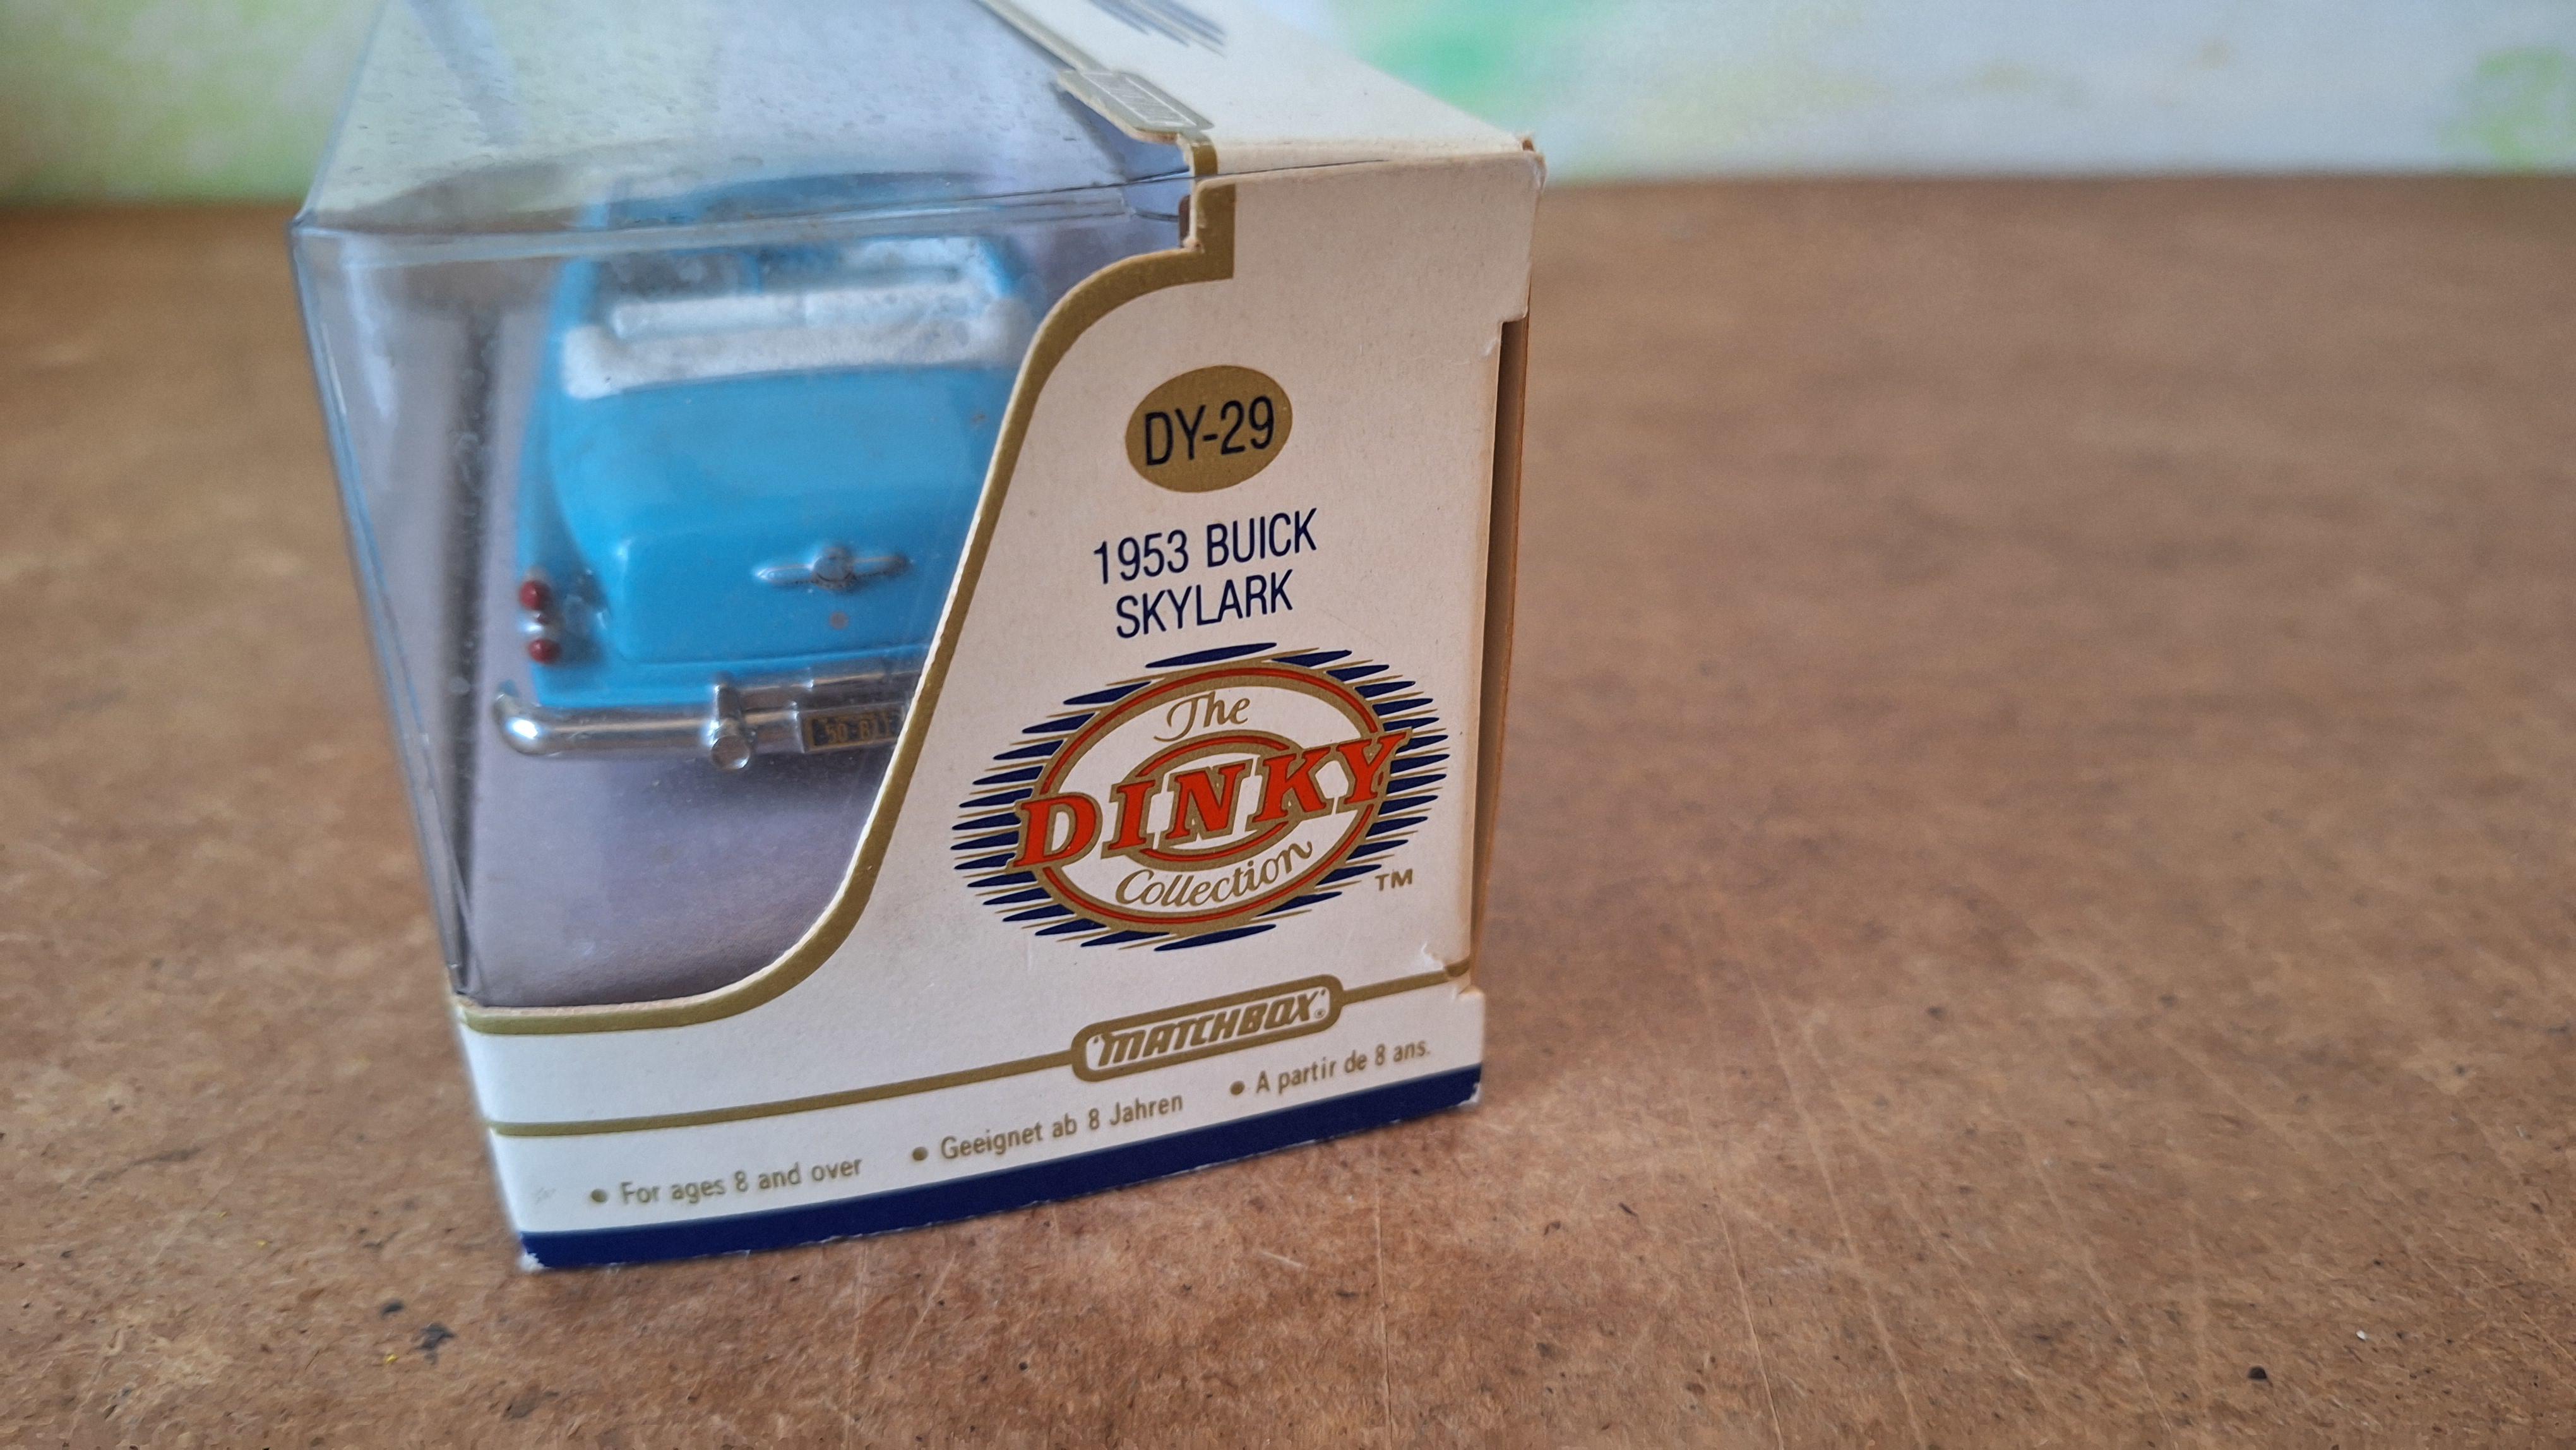 DY-29
1953 BUICK
SKYLARK
The
DINKY
Collection
TM
"MATCHBOX"®
• For ages 8 and over • Geeignet ab 8 Jahren • A partir de 8 ans.